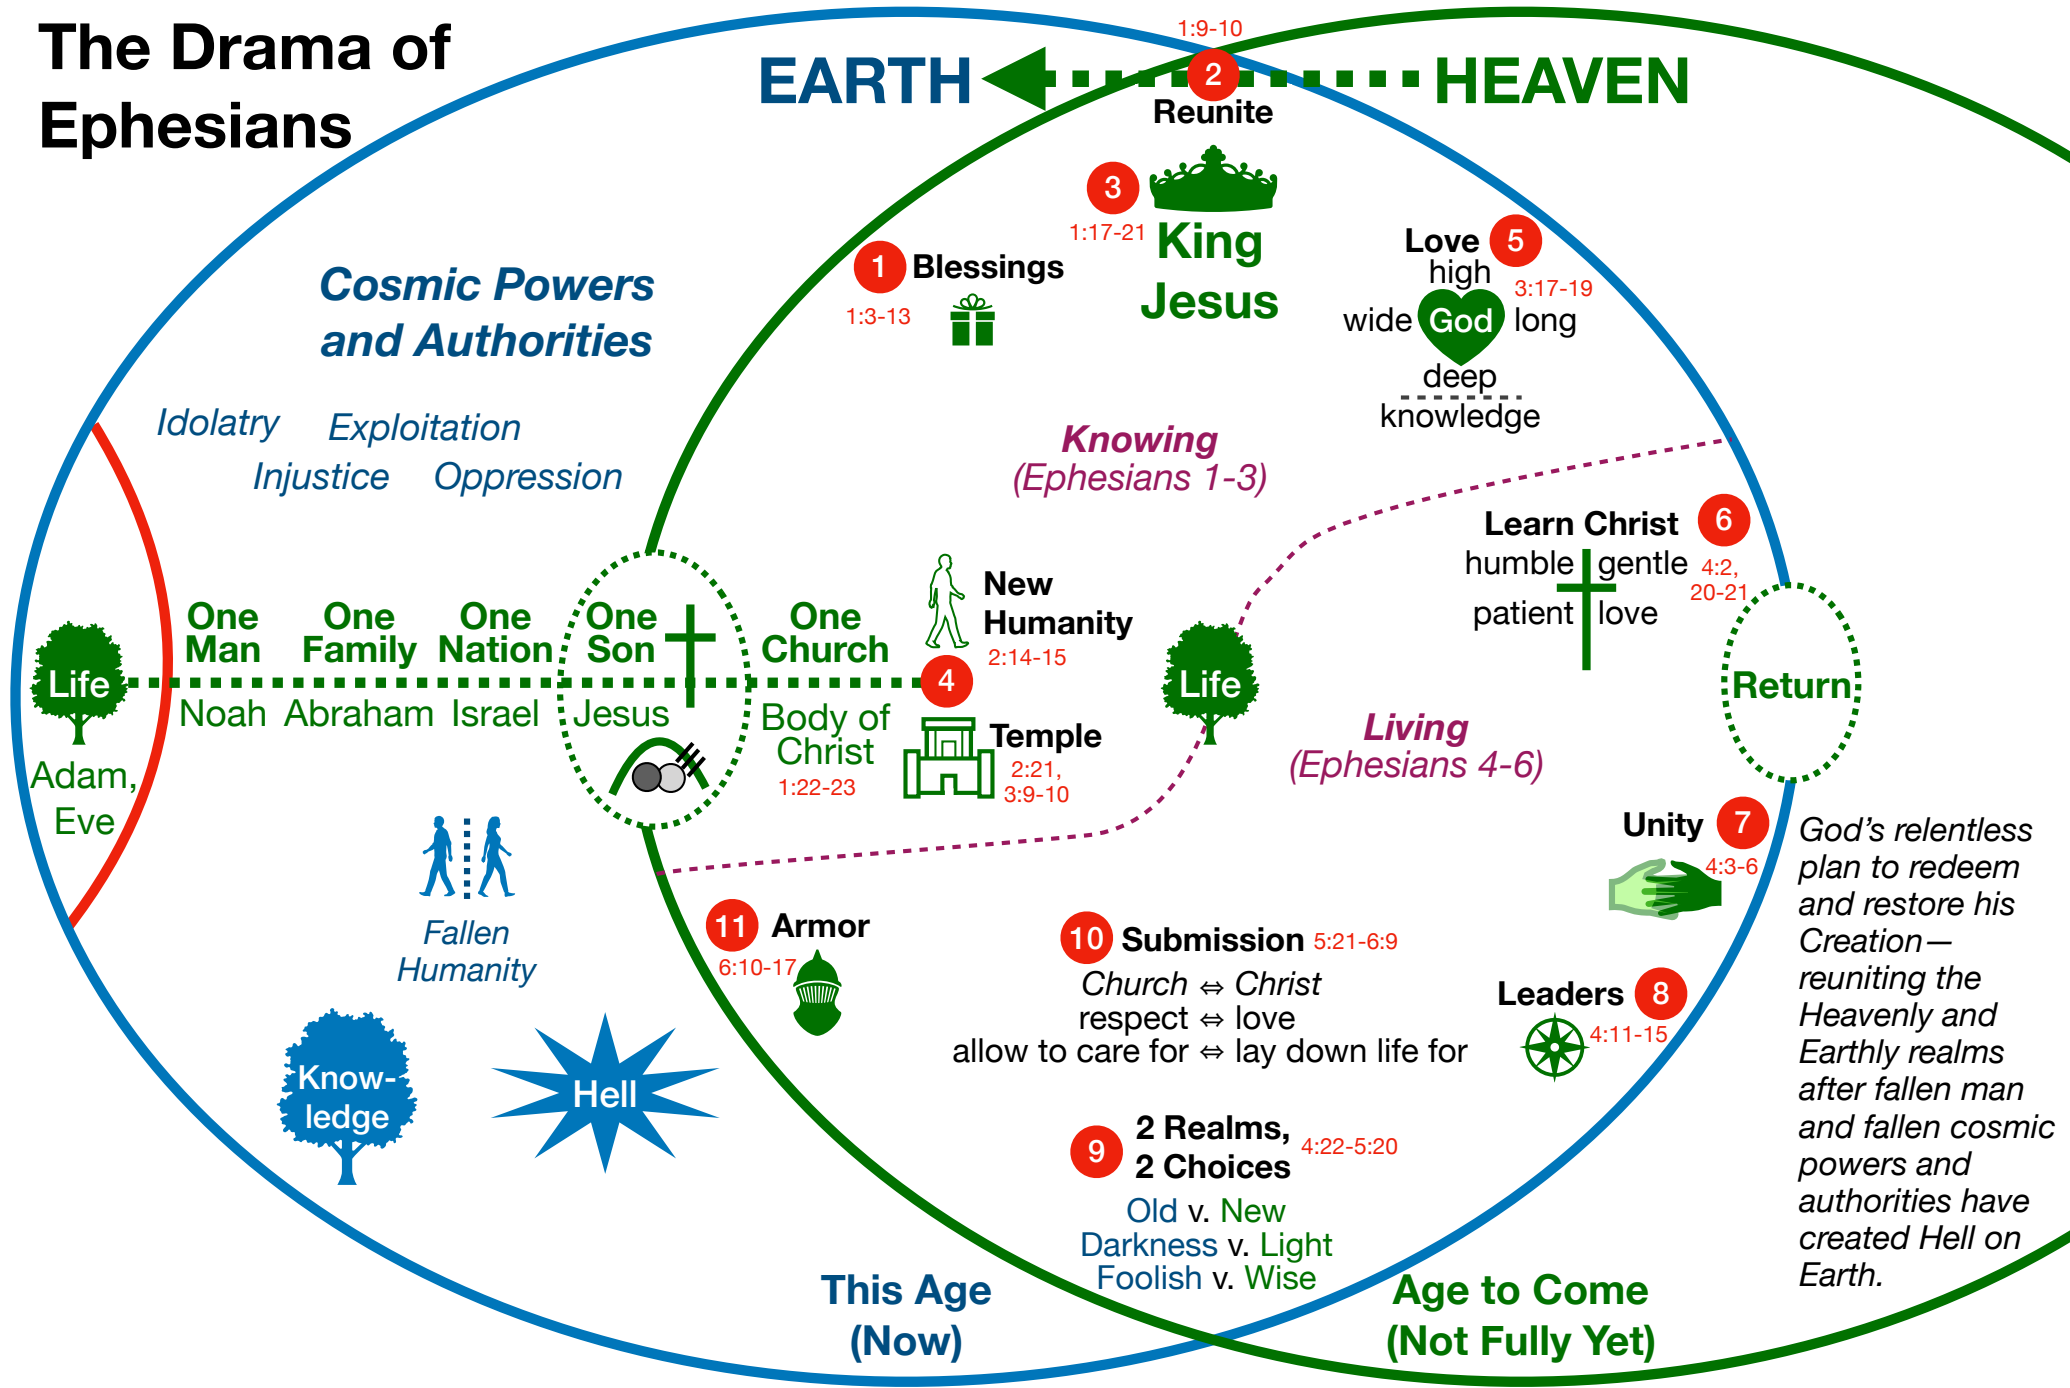 The Drama of
Ephesians
1:9-10
EARTH
2
HEAVEN
Reunite
3
1:17-21
King
Jesus
1
Blessings
1:3-13
Love
5
high
3:17-19
wide
God
long
deep
knowledge
Cosmic Powers
and Authorities
Idolatry
Exploitation
Injustice
Oppression
Knowing
(Ephesians 1-3)
Learn Christ
6
humble
gentle
4:2,
20-21
patient
love
Life
Adam,
Eve
One
Man
Noah
One
Family
Abraham
One
Nation
Israel
One
Son
Jesus
One
Church
Body of
Christ
1:22-23
New
Humanity
2:14-15
4
Temple
2:21,
3:9-10
Life
Return
Living
(Ephesians 4-6)
Unity
7
4:3-6
Fallen
Humanity
Know-
ledge
Hell
11
Armor
6:10-17
10
Submission
5:21-6:9
Church ⇔ Christ
respect ⇔ love
allow to care for ⇔ lay down life for
Leaders
8
4:11-15
9
2 Realms,
2 Choices
4:22-5:20
Old v. New
Darkness v. Light
Foolish v. Wise
This Age
(Now)
Age to Come
(Not Fully Yet)
God’s relentless
plan to redeem
and restore his
Creation—
reuniting the
Heavenly and
Earthly realms
after fallen man
and fallen cosmic
powers and
authorities have
created Hell on
Earth.